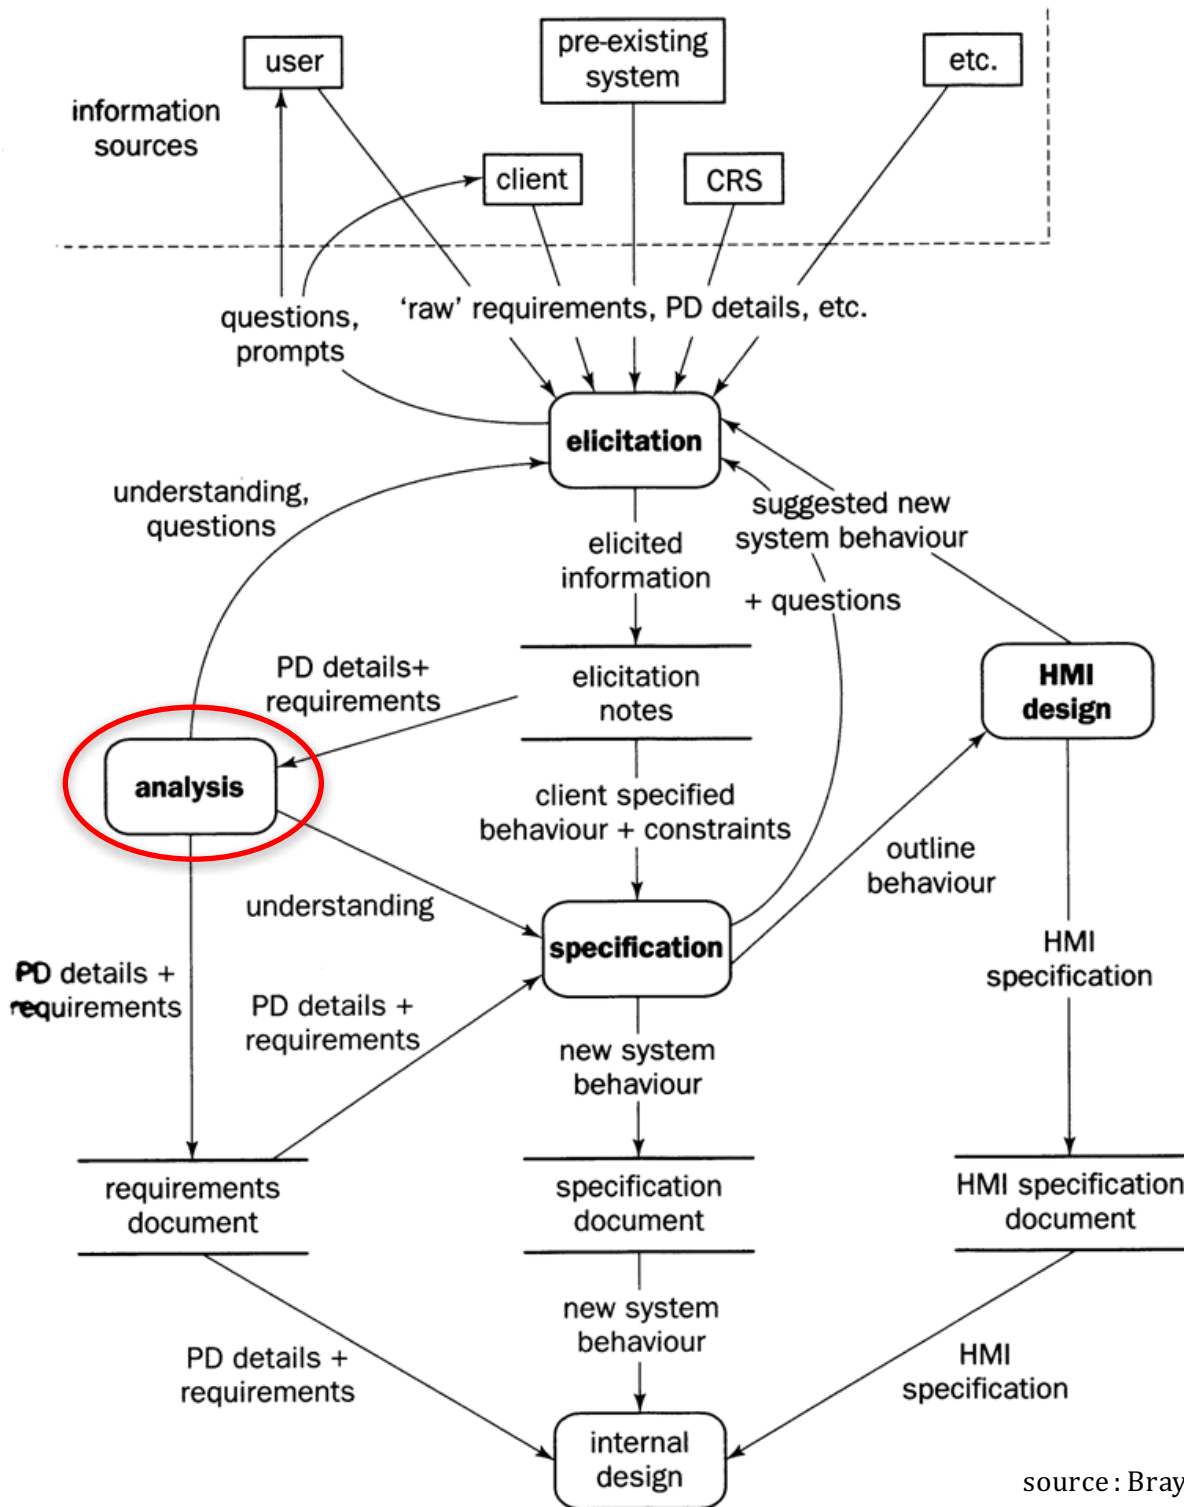 user
pre-existing
system
etc.
information
sources
client
CRS
questions,
prompts
‘raw’ requirements, PD details, etc.
elicitation
understanding,
questions
suggested new
system behaviour
+ questions
elicited
information
PD details+
requirements
elicitation
notes
HMI
design
analysis
client specified
behaviour + constraints
outline
behaviour
understanding
specification
HMI
specification
PD details +
requirements
PD details +
requirements
new system
behaviour
requirements
document
specification
document
HMI specification
document
new system
behaviour
PD details +
requirements
HMI
specification
internal
design
source : Bray